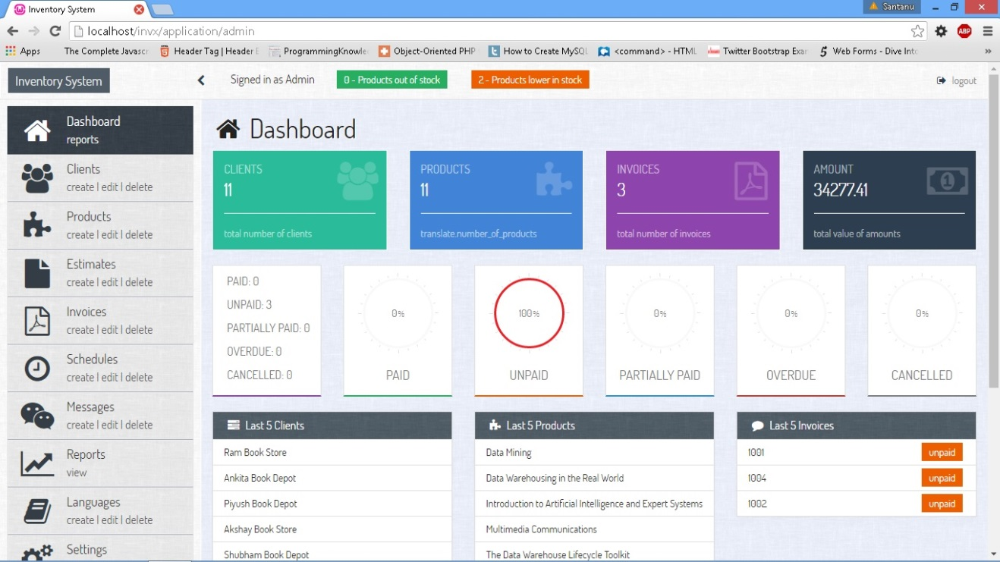 Inventory System
Santanu
localhost/invx/application/admin
ABP
Apps The Complete Javascr Header Tag | Header E ProgrammingKnowle Object-Oriented PHP How to Create MySQL <command> - HTML Twitter Bootstrap Exar Web Forms - Dive Into »
Inventory System Signed in as Admin 0 - Products out of stock 2 - Products lower in stock logout
Dashboard
reports
Clients
create | edit | delete
Products
create | edit | delete
Estimates
create | edit | delete
Invoices
create | edit | delete
Schedules
create | edit | delete
Messages
create | edit | delete
Reports
view
Languages
create | edit | delete
Settings
Dashboard
CLIENTS
11
total number of clients
PRODUCTS
11
translate.number_of_products
INVOICES
3
total number of invoices
AMOUNT
34277.41
total value of amounts
PAID: 0
UNPAID: 3
PARTIALLY PAID: 0
OVERDUE: 0
CANCELLED: 0
0%
PAID
100%
UNPAID
0%
PARTIALLY PAID
0%
OVERDUE
0%
CANCELLED
Last 5 Clients
Ram Book Store
Ankita Book Depot
Piyush Book Depot
Akshay Book Store
Shubham Book Depot
Last 5 Products
Data Mining
Data Warehousing in the Real World
Introduction to Artificial Intelligence and Expert Systems
Multimedia Communications
The Data Warehouse Lifecycle Toolkit
Last 5 Invoices
1001 unpaid
1004 unpaid
1002 unpaid